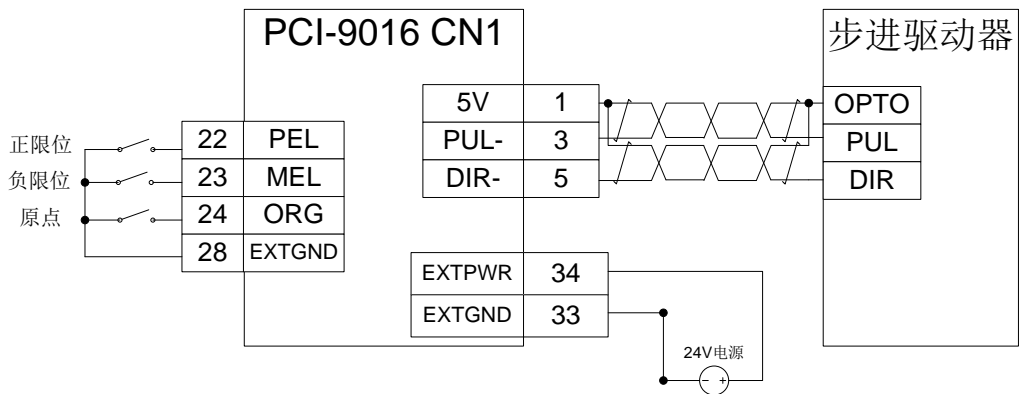 PCI-9016 CN1
步进驱动器
5V 1
PUL- 3
DIR- 5
OPTO
PUL
DIR
正限位 22 PEL
负限位 23 MEL
原点 24 ORG
28 EXTGND
EXTPWR 34
EXTGND 33
24V电源
- +